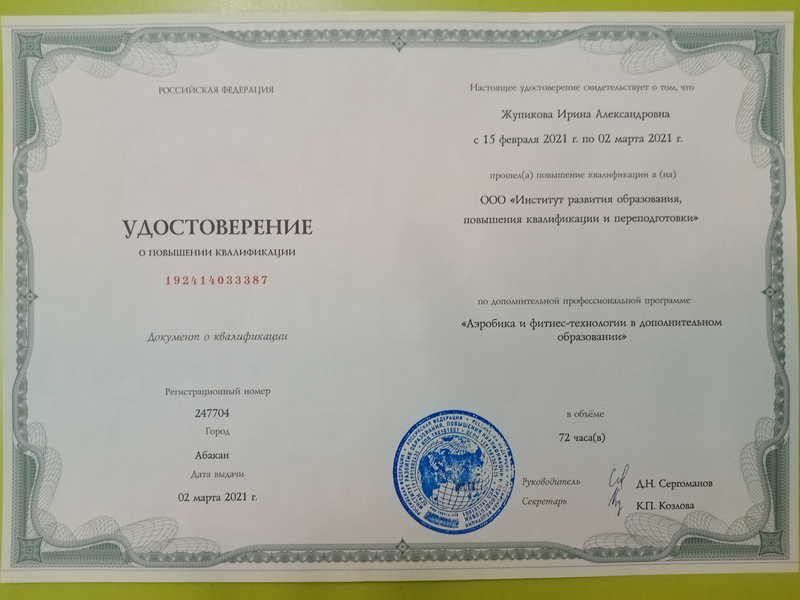 РОССИЙСКАЯ ФЕДЕРАЦИЯ
УДОСТОВЕРЕНИЕ
О ПОВЫШЕНИИ КВАЛИФИКАЦИИ
192414033387
Документ о квалификации
Регистрационный номер
247704
Город
Абакан
Дата выдачи
02 марта 2021 г.
Настоящее удостоверение свидетельствует о том, что
Жупикова Ирина Александровна
с 15 февраля 2021 г. по 02 марта 2021 г.
прошел(а) повышение квалификации в (на)
ООО «Институт развития образования,
повышения квалификации и переподготовки»
по дополнительной профессиональной программе
«Аэробика и фитнес-технологии в дополнительном
образовании»
в объёме
72 часа(в)
Руководитель
Д.Н. Сергоманов
Секретарь
К.П. Козлова